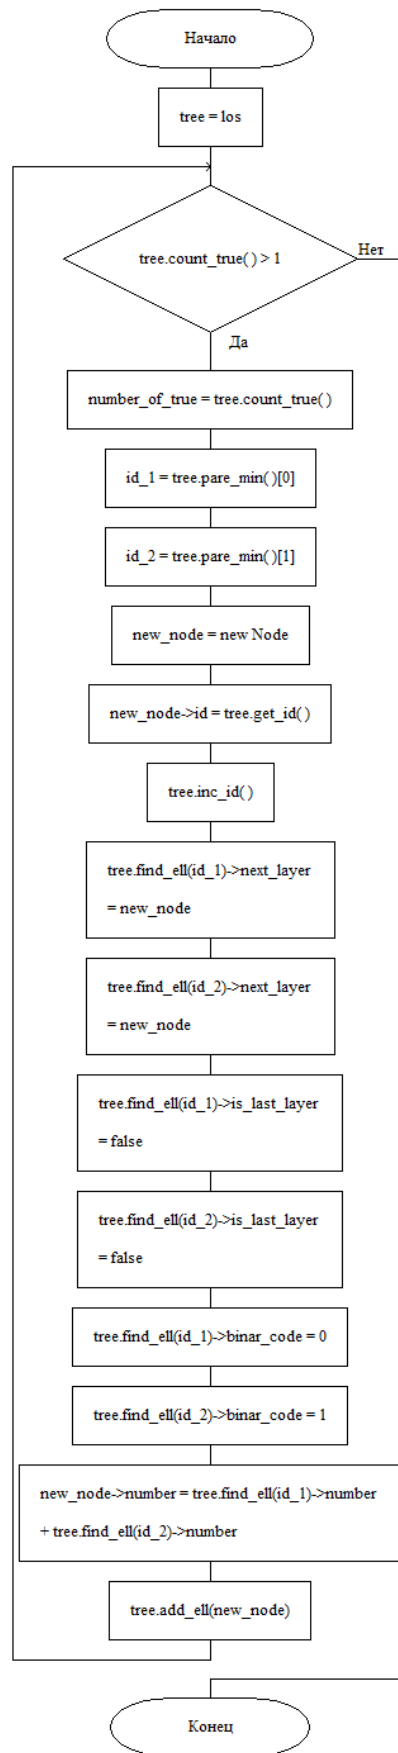 Начало
tree = los
tree.count_true( ) > 1
Нет
Да
number_of_true = tree.count_true( )
id_1 = tree.pare_min( )[0]
id_2 = tree.pare_min( )[1]
new_node = new Node
new_node->id = tree.get_id( )
tree.inc_id( )
tree.find_ell(id_1)->next_layer
= new_node
tree.find_ell(id_2)->next_layer
= new_node
tree.find_ell(id_1)->is_last_layer
= false
tree.find_ell(id_2)->is_last_layer
= false
tree.find_ell(id_1)->binar_code = 0
tree.find_ell(id_2)->binar_code = 1
new_node->number = tree.find_ell(id_1)->number
+ tree.find_ell(id_2)->number
tree.add_ell(new_node)
Конец